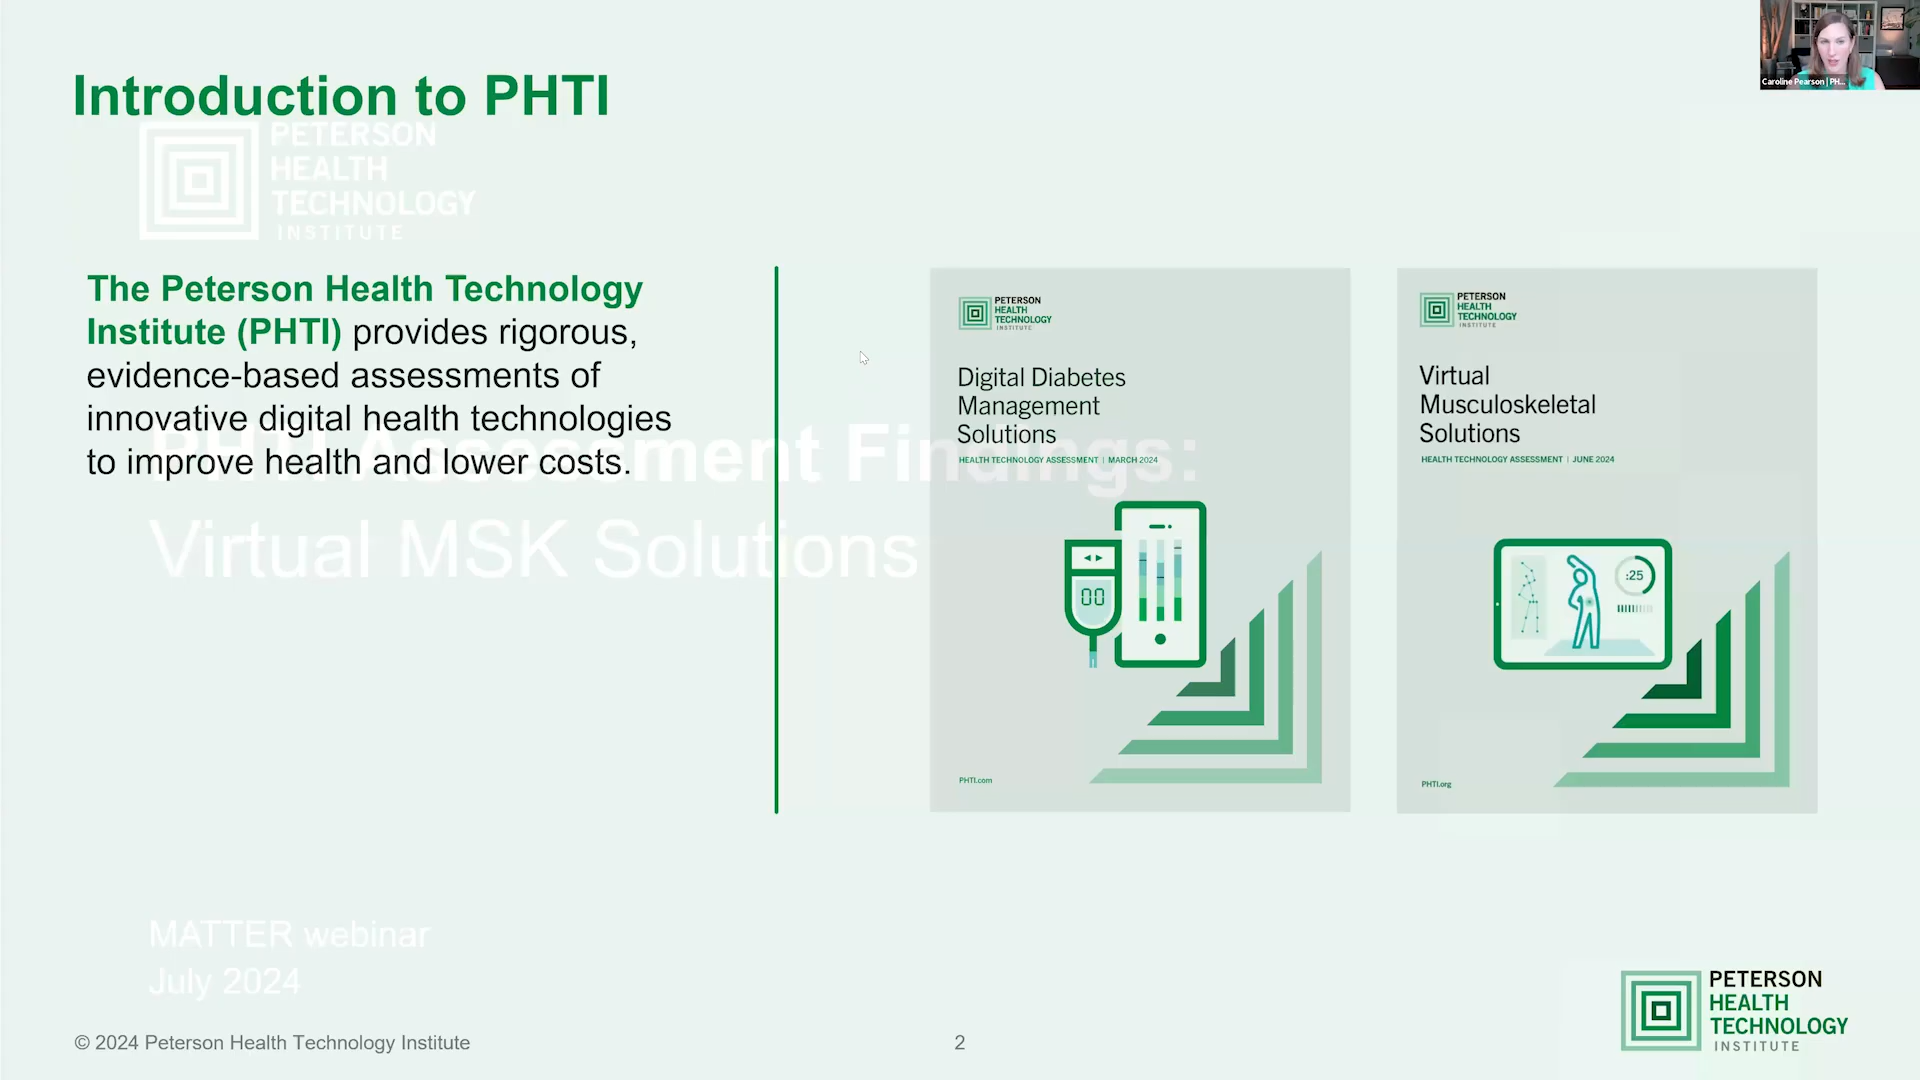 Introduction to PHTI
PETERSON
HEALTH
TECHNOLOGY
INSTITUTE
The Peterson Health Technology
Institute (PHTI) provides rigorous,
evidence-based assessments of
innovative digital health technologies
to improve health and lower costs.
PHTI Assessment Findings:
Virtual MSK Solutions
MATTER webinar
July 2024
PETERSON
HEALTH
TECHNOLOGY
INSTITUTE
Digital Diabetes
Management
Solutions
HEALTH TECHNOLOGY ASSESSMENT | MARCH 2024
00
PHTI.com
PETERSON
HEALTH
TECHNOLOGY
INSTITUTE
Virtual
Musculoskeletal
Solutions
HEALTH TECHNOLOGY ASSESSMENT | JUNE 2024
:25
PHTI.org
Caroline Pearson | PH...
© 2024 Peterson Health Technology Institute
2
PETERSON
HEALTH
TECHNOLOGY
INSTITUTE